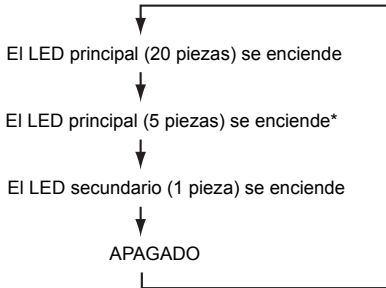 El LED principal (20 piezas) se enciende
El LED principal (5 piezas) se enciende*
El LED secundario (1 pieza) se enciende
APAGADO